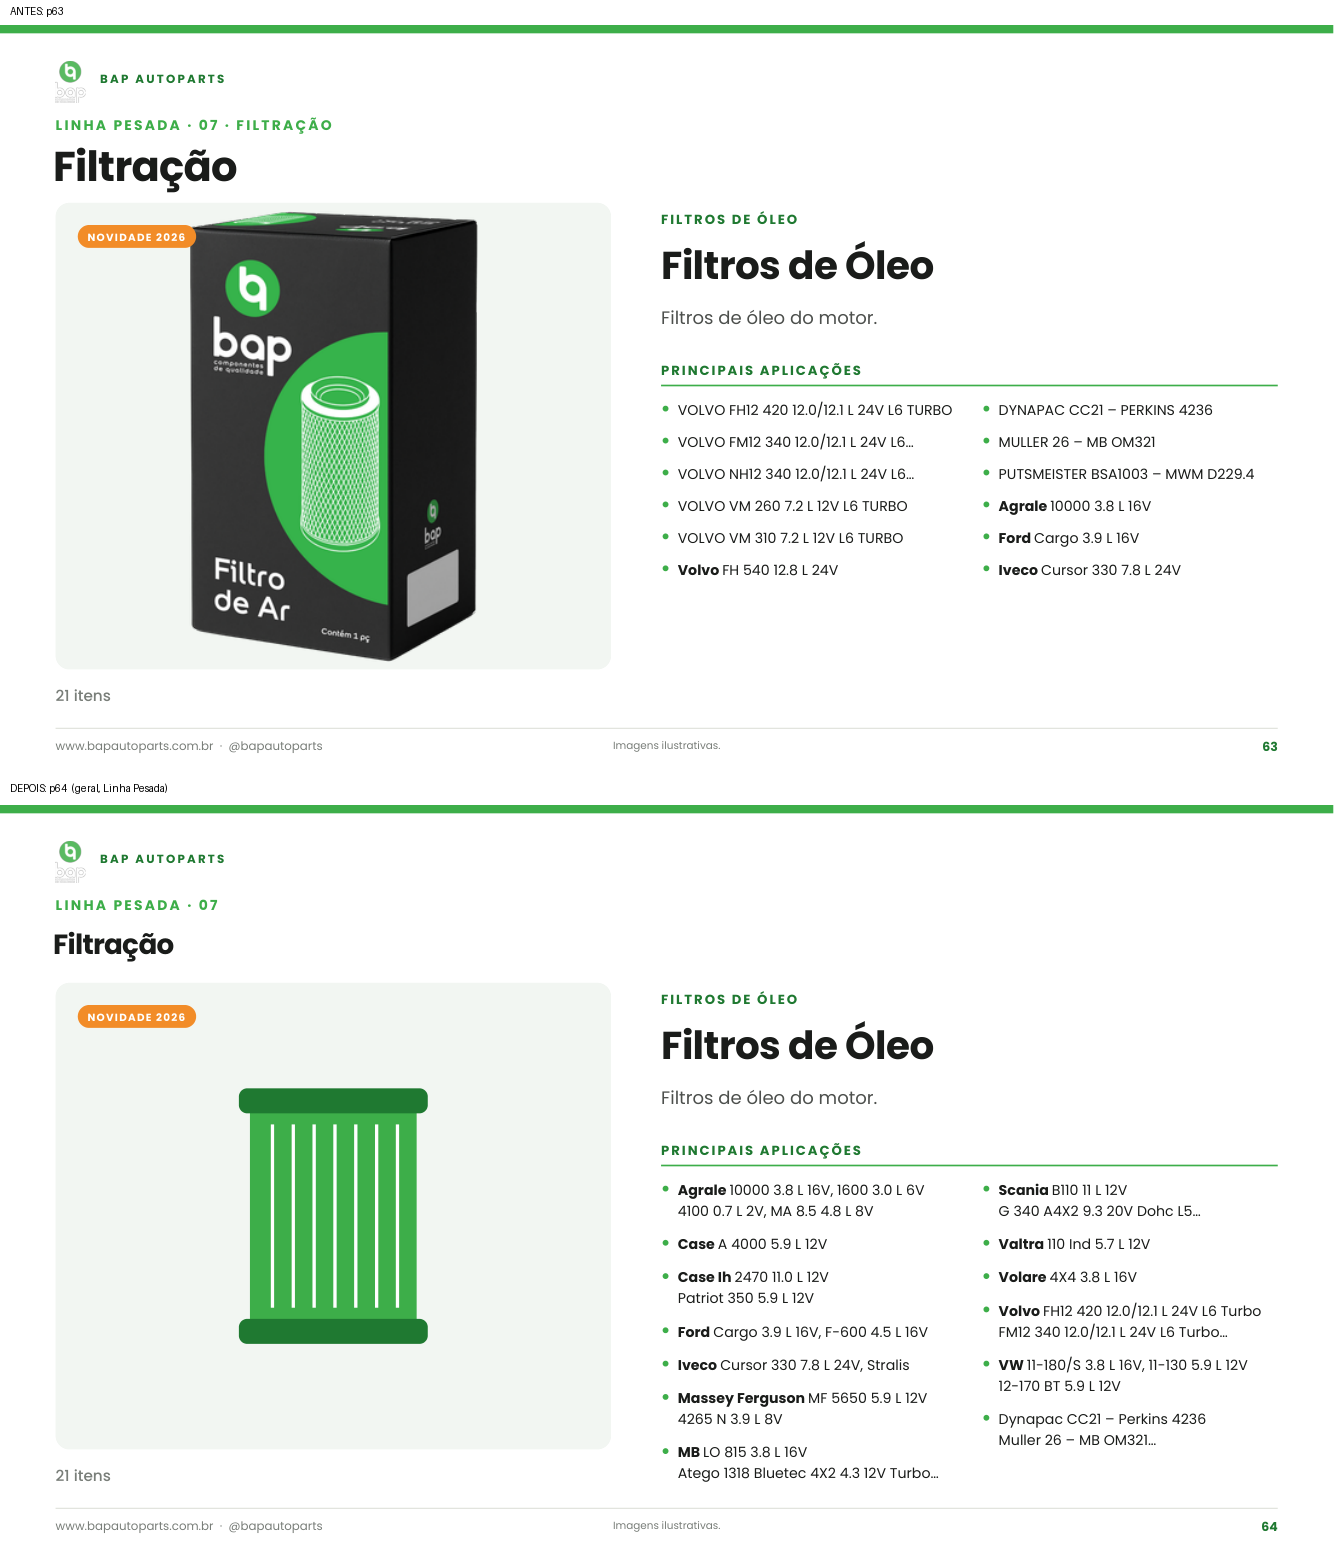 ANTES: p63
bap
BAP AUTOPARTS
LINHA PESADA · 07 · FILTRAÇÃO
Filtração
NOVIDADE 2026
bap
componentes
de qualidade
bap
Filtro
de Ar
Contém 1 pç
21 itens
FILTROS DE ÓLEO
Filtros de Óleo
Filtros de óleo do motor.
PRINCIPAIS APLICAÇÕES
VOLVO FH12 420 12.0/12.1 L 24V L6 TURBO
VOLVO FM12 340 12.0/12.1 L 24V L6...
VOLVO NH12 340 12.0/12.1 L 24V L6...
VOLVO VM 260 7.2 L 12V L6 TURBO
VOLVO VM 310 7.2 L 12V L6 TURBO
Volvo FH 540 12.8 L 24V
DYNAPAC CC21 – PERKINS 4236
MULLER 26 – MB OM321
PUTSMEISTER BSA1003 – MWM D229.4
Agrale 10000 3.8 L 16V
Ford Cargo 3.9 L 16V
Iveco Cursor 330 7.8 L 24V
www.bapautoparts.com.br · @bapautoparts
Imagens ilustrativas.
63
DEPOIS: p64 (geral, Linha Pesada)
bap
BAP AUTOPARTS
LINHA PESADA · 07
Filtração
NOVIDADE 2026
21 itens
FILTROS DE ÓLEO
Filtros de Óleo
Filtros de óleo do motor.
PRINCIPAIS APLICAÇÕES
Agrale 10000 3.8 L 16V, 1600 3.0 L 6V
4100 0.7 L 2V, MA 8.5 4.8 L 8V
Case A 4000 5.9 L 12V
Case Ih 2470 11.0 L 12V
Patriot 350 5.9 L 12V
Ford Cargo 3.9 L 16V, F-600 4.5 L 16V
Iveco Cursor 330 7.8 L 24V, Stralis
Massey Ferguson MF 5650 5.9 L 12V
4265 N 3.9 L 8V
MB LO 815 3.8 L 16V
Atego 1318 Bluetec 4X2 4.3 12V Turbo...
Scania B110 11 L 12V
G 340 A4X2 9.3 20V Dohc L5...
Valtra 110 Ind 5.7 L 12V
Volare 4X4 3.8 L 16V
Volvo FH12 420 12.0/12.1 L 24V L6 Turbo
FM12 340 12.0/12.1 L 24V L6 Turbo...
VW 11-180/S 3.8 L 16V, 11-130 5.9 L 12V
12-170 BT 5.9 L 12V
Dynapac CC21 – Perkins 4236
Muller 26 – MB OM321...
www.bapautoparts.com.br · @bapautoparts
Imagens ilustrativas.
64